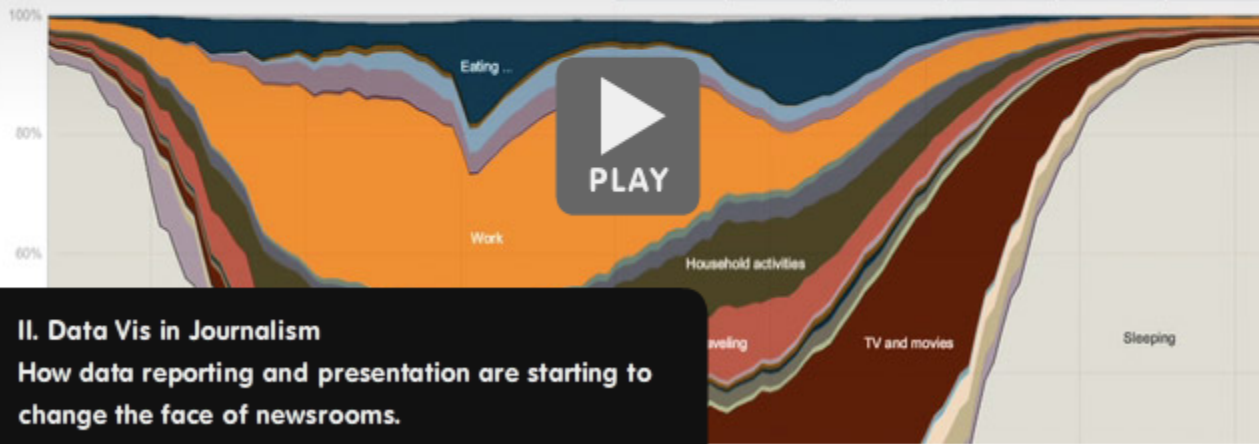 100%
Eating ...
80%
PLAY
Work
60%
Household activities
II. Data Vis in Journalism
How data reporting and presentation are starting to
change the face of newsrooms.
aveling
TV and movies
Sleeping